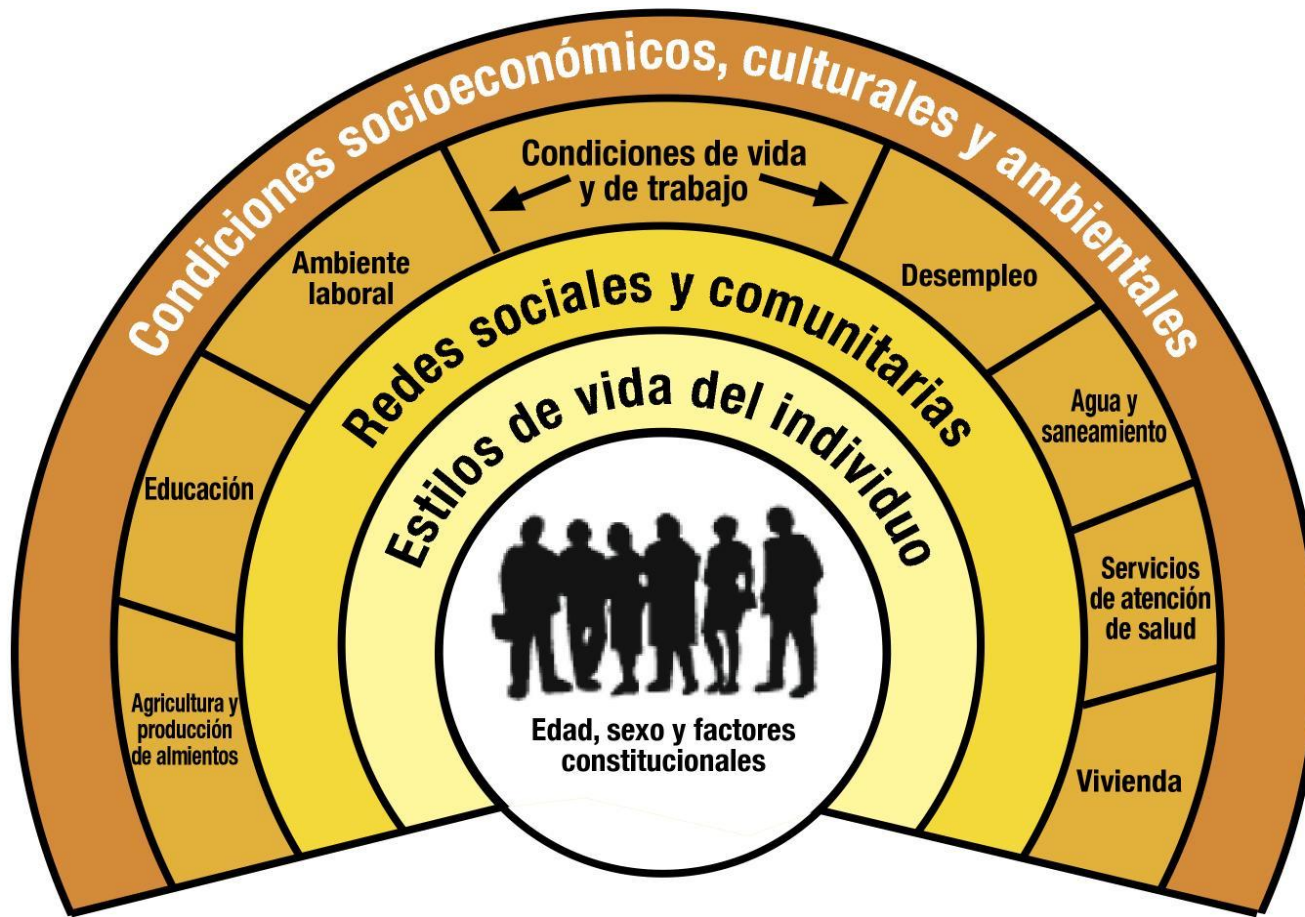 Condiciones socioeconómicos, culturales y ambientales
Condiciones de vida
y de trabajo
Ambiente
laboral
Desempleo
Redes sociales y comunitarias
Agua y
saneamiento
Estilos de vida del individuo
Educación
Servicios
de atención
de salud
Agricultura y
producción
de almientos
Edad, sexo y factores
constitucionales
Vivienda